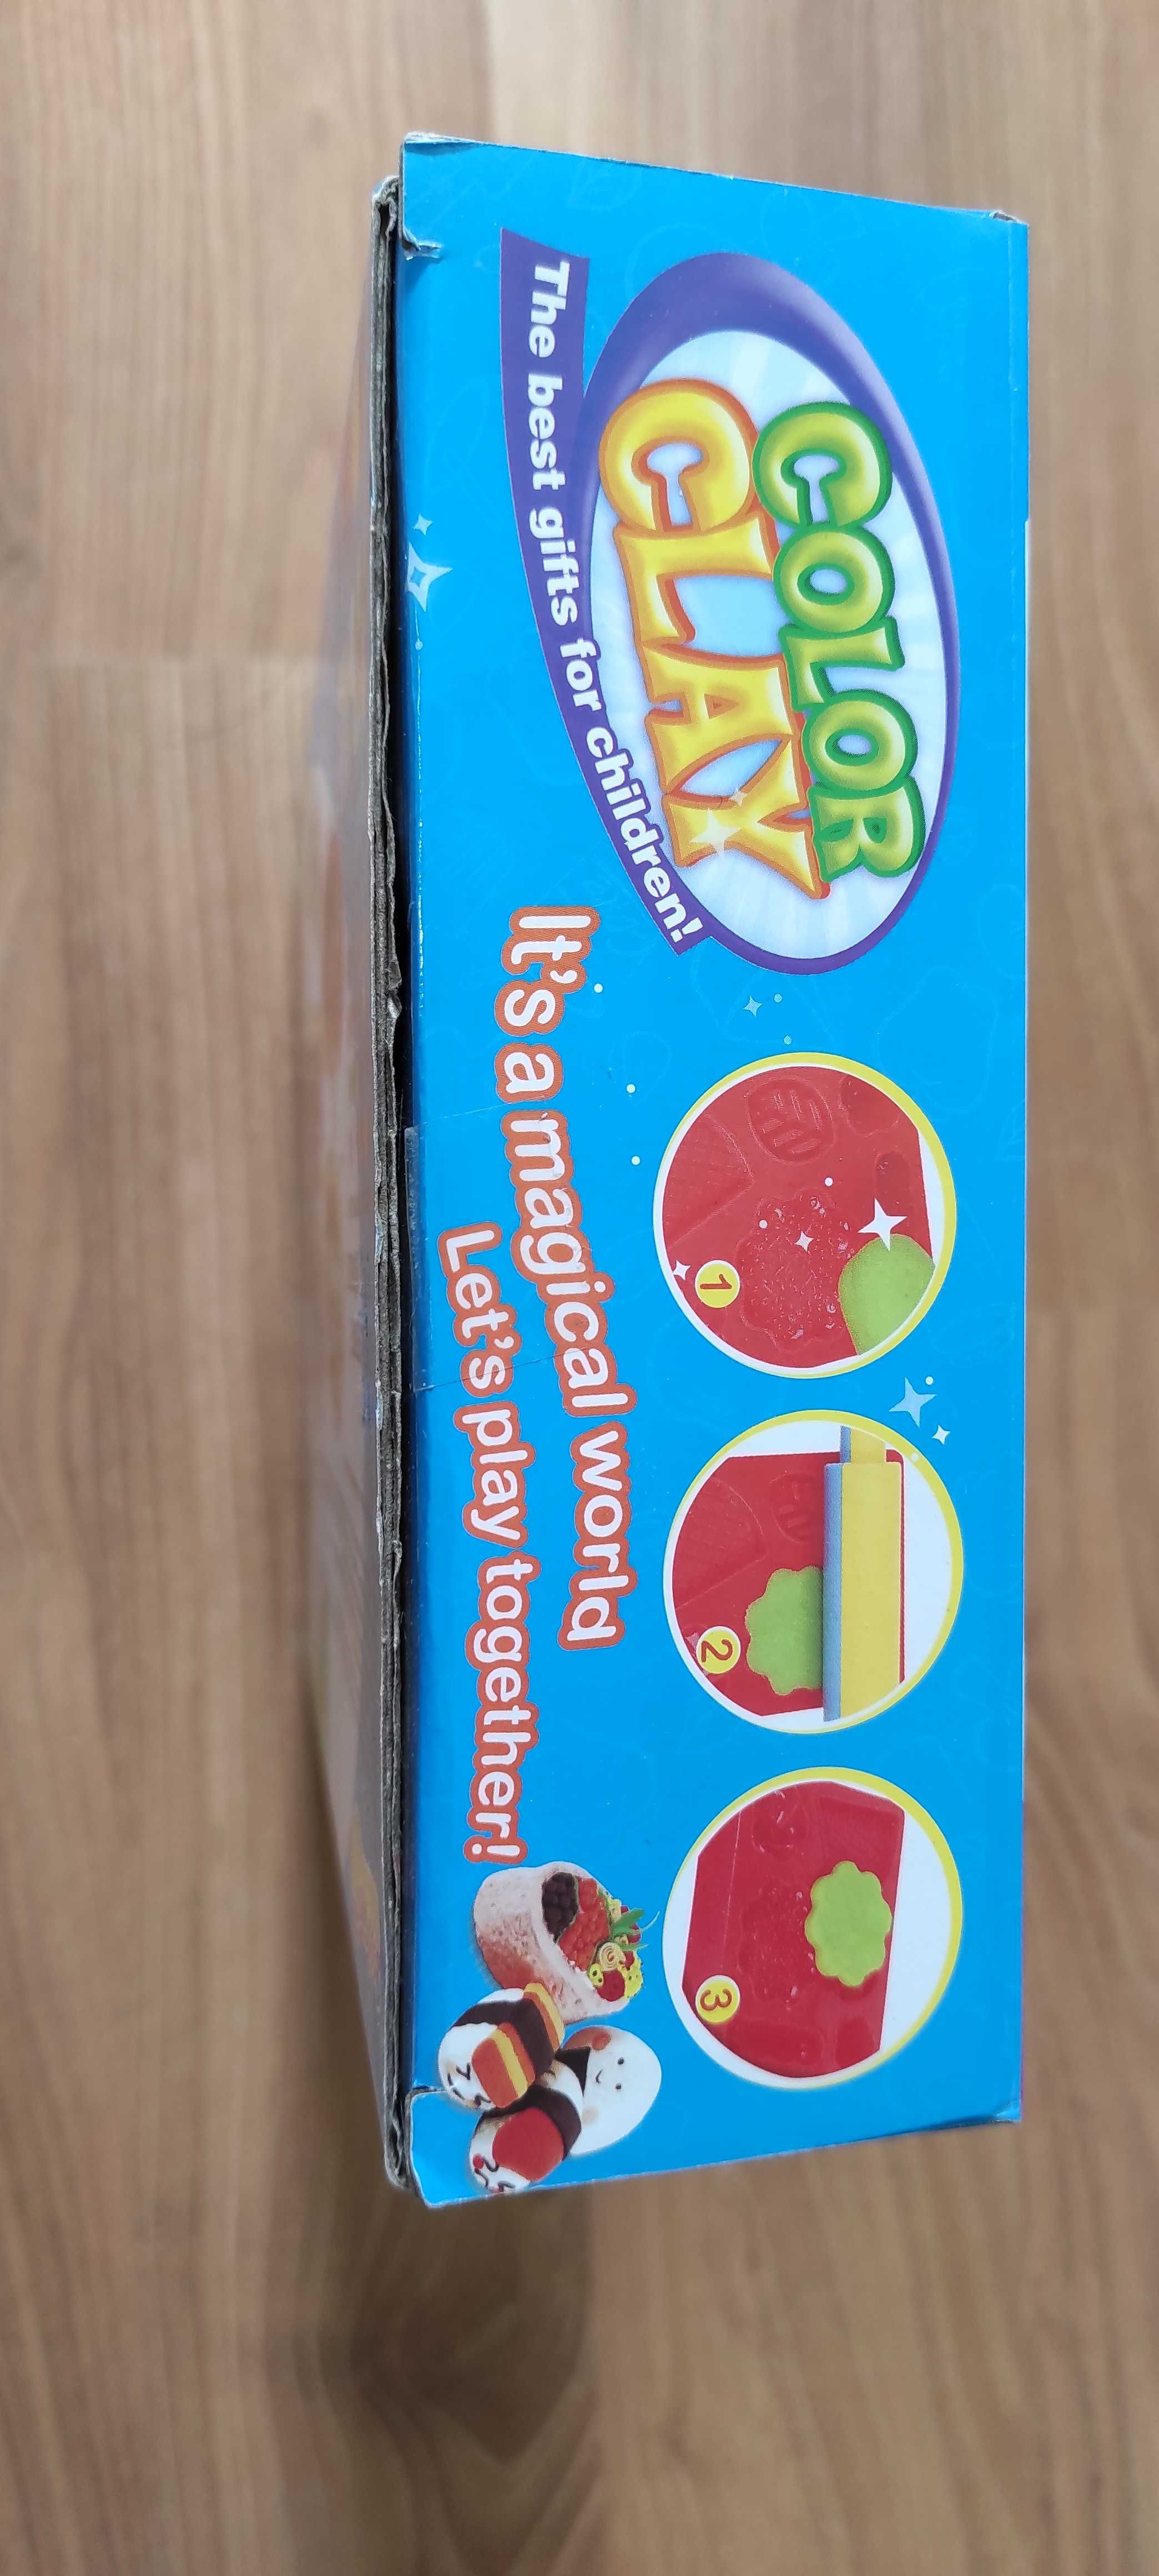 COLOR
CLAY
The best gifts for children!
1
2
3
It's a magical world
Let's play together!